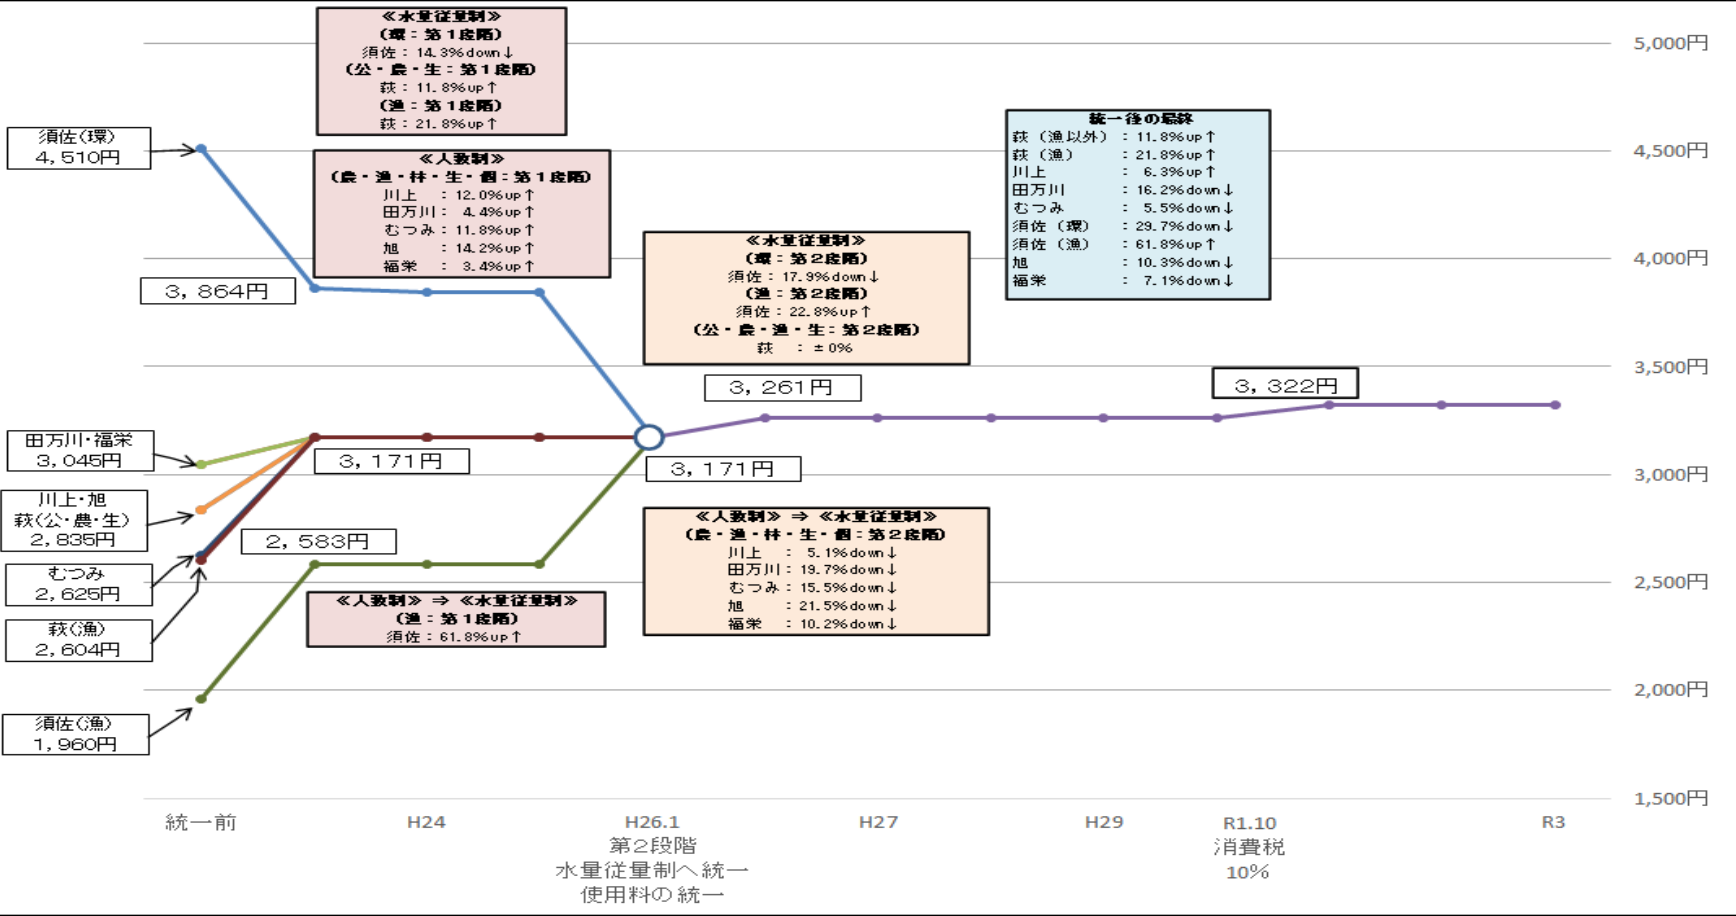 ≪水量従量制≫
(環：第１段階)
須佐：14.3%down↓
(公・農・生：第１段階)
萩：11.8%up↑
(漁：第１段階)
萩：21.8%up↑
≪人数制≫
(農・漁・林・生・個：第１段階)
川上　：12.0%up↑
田万川： 4.4%up↑
むつみ：11.8%up↑
旭　　：14.2%up↑
福栄　： 3.4%up↑
統一後の最終
萩（漁以外）：11.8%up↑
萩（漁）　　：21.8%up↑
川上　　　　： 6.3%up↑
田万川　　　：16.2%down↓
むつみ　　　： 5.5%down↓
須佐（環）　：29.7%down↓
須佐（漁）　：61.8%up↑
旭　　　　　：10.3%down↓
福栄　　　　： 7.1%down↓
≪水量従量制≫
(環：第２段階)
須佐：17.9%down↓
(漁：第２段階)
須佐：22.8%up↑
(公・農・漁・生：第２段階)
萩　：±0%
須佐(環)
4,510円
3,864円
田万川・福栄
3,045円
川上・旭
萩(公・農・生)
2,835円
むつみ
2,625円
萩(漁)
2,604円
須佐(漁)
1,960円
3,171円
2,583円
3,261円
3,171円
3,322円
≪人数制≫ ⇒ ≪水量従量制≫
(漁：第１段階)
須佐：61.8%up↑
≪人数制≫ ⇒ ≪水量従量制≫
(農・漁・林・生・個：第２段階)
川上　： 5.1%down↓
田万川：19.7%down↓
むつみ：15.5%down↓
旭　　：21.5%down↓
福栄　：10.2%down↓
5,000円
4,500円
4,000円
3,500円
3,000円
2,500円
2,000円
1,500円
統一前
H24
H26.1
第2段階
水量従量制へ統一
使用料の統一
H27
H29
R1.10
消費税
10%
R3